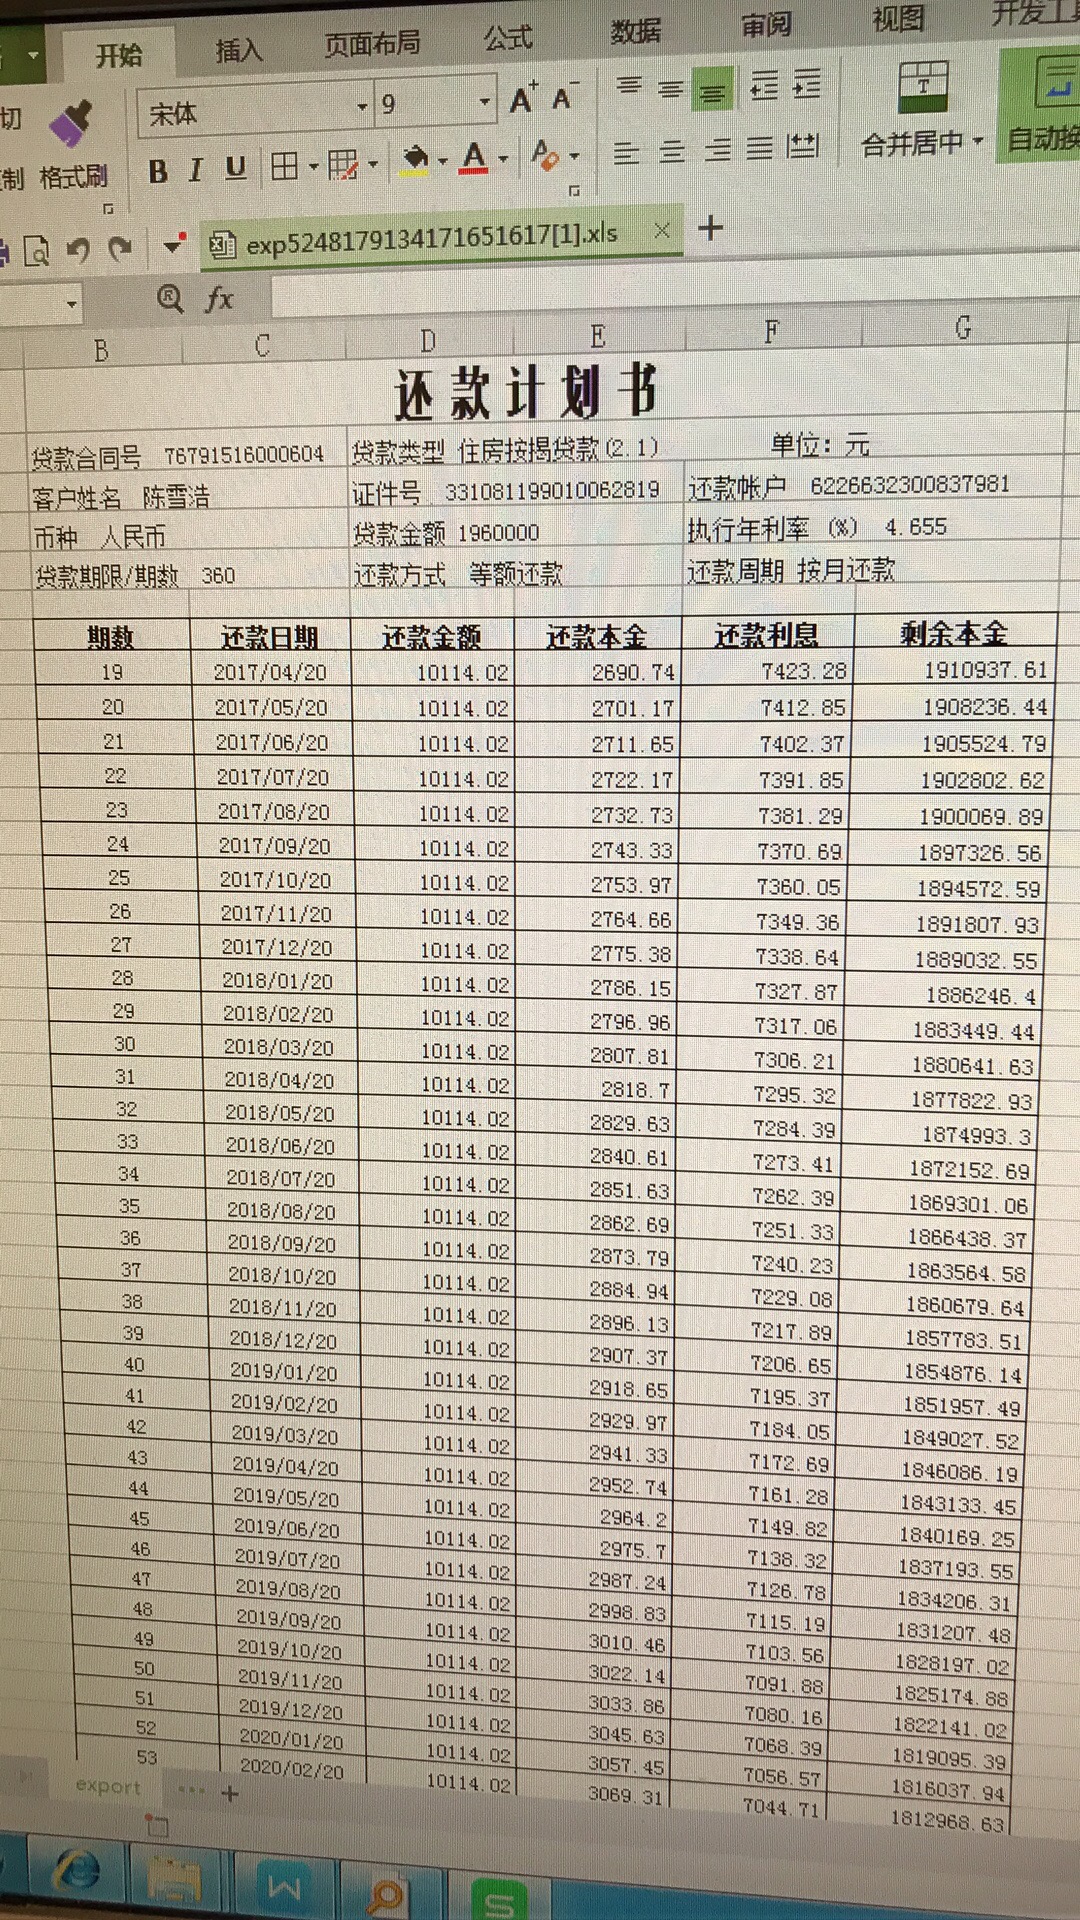 开始 插入 页面布局 公式 数据 审阅 视图 开发工
切 宋体 9 A+ A- 合并居中 自动换
制 格式刷 B I U A
exp5248179134171651617[1].xls × +
fx
B C D E F G
还款计划书
贷款合同号 76791516000604 贷款类型 住房按揭贷款(2.1) 单位：元
客户姓名 陈雪浩 证件号 331081199010062819 还款帐户 6226632300837981
币种 人民币 贷款金额 1960000 执行年利率（%） 4.655
贷款期限/期数 360 还款方式 等额还款 还款周期 按月还款
期数 还款日期 还款金额 还款本金 还款利息 剩余本金
19 2017/04/20 10114.02 2690.74 7423.28 1910937.61
20 2017/05/20 10114.02 2701.17 7412.85 1908236.44
21 2017/06/20 10114.02 2711.65 7402.37 1905524.79
22 2017/07/20 10114.02 2722.17 7391.85 1902802.62
23 2017/08/20 10114.02 2732.73 7381.29 1900069.89
24 2017/09/20 10114.02 2743.33 7370.69 1897326.56
25 2017/10/20 10114.02 2753.97 7360.05 1894572.59
26 2017/11/20 10114.02 2764.66 7349.36 1891807.93
27 2017/12/20 10114.02 2775.38 7338.64 1889032.55
28 2018/01/20 10114.02 2786.15 7327.87 1886246.4
29 2018/02/20 10114.02 2796.96 7317.06 1883449.44
30 2018/03/20 10114.02 2807.81 7306.21 1880641.63
31 2018/04/20 10114.02 2818.7 7295.32 1877822.93
32 2018/05/20 10114.02 2829.63 7284.39 1874993.3
33 2018/06/20 10114.02 2840.61 7273.41 1872152.69
34 2018/07/20 10114.02 2851.63 7262.39 1869301.06
35 2018/08/20 10114.02 2862.69 7251.33 1866438.37
36 2018/09/20 10114.02 2873.79 7240.23 1863564.58
37 2018/10/20 10114.02 2884.94 7229.08 1860679.64
38 2018/11/20 10114.02 2896.13 7217.89 1857783.51
39 2018/12/20 10114.02 2907.37 7206.65 1854876.14
40 2019/01/20 10114.02 2918.65 7195.37 1851957.49
41 2019/02/20 10114.02 2929.97 7184.05 1849027.52
42 2019/03/20 10114.02 2941.33 7172.69 1846086.19
43 2019/04/20 10114.02 2952.74 7161.28 1843133.45
44 2019/05/20 10114.02 2964.2 7149.82 1840169.25
45 2019/06/20 10114.02 2975.7 7138.32 1837193.55
46 2019/07/20 10114.02 2987.24 7126.78 1834206.31
47 2019/08/20 10114.02 2998.83 7115.19 1831207.48
48 2019/09/20 10114.02 3010.46 7103.56 1828197.02
49 2019/10/20 10114.02 3022.14 7091.88 1825174.88
50 2019/11/20 10114.02 3033.86 7080.16 1822141.02
51 2019/12/20 10114.02 3045.63 7068.39 1819095.39
52 2020/01/20 10114.02 3057.45 7056.57 1816037.94
53 2020/02/20 10114.02 3069.31 7044.71 1812968.63
export ··· +